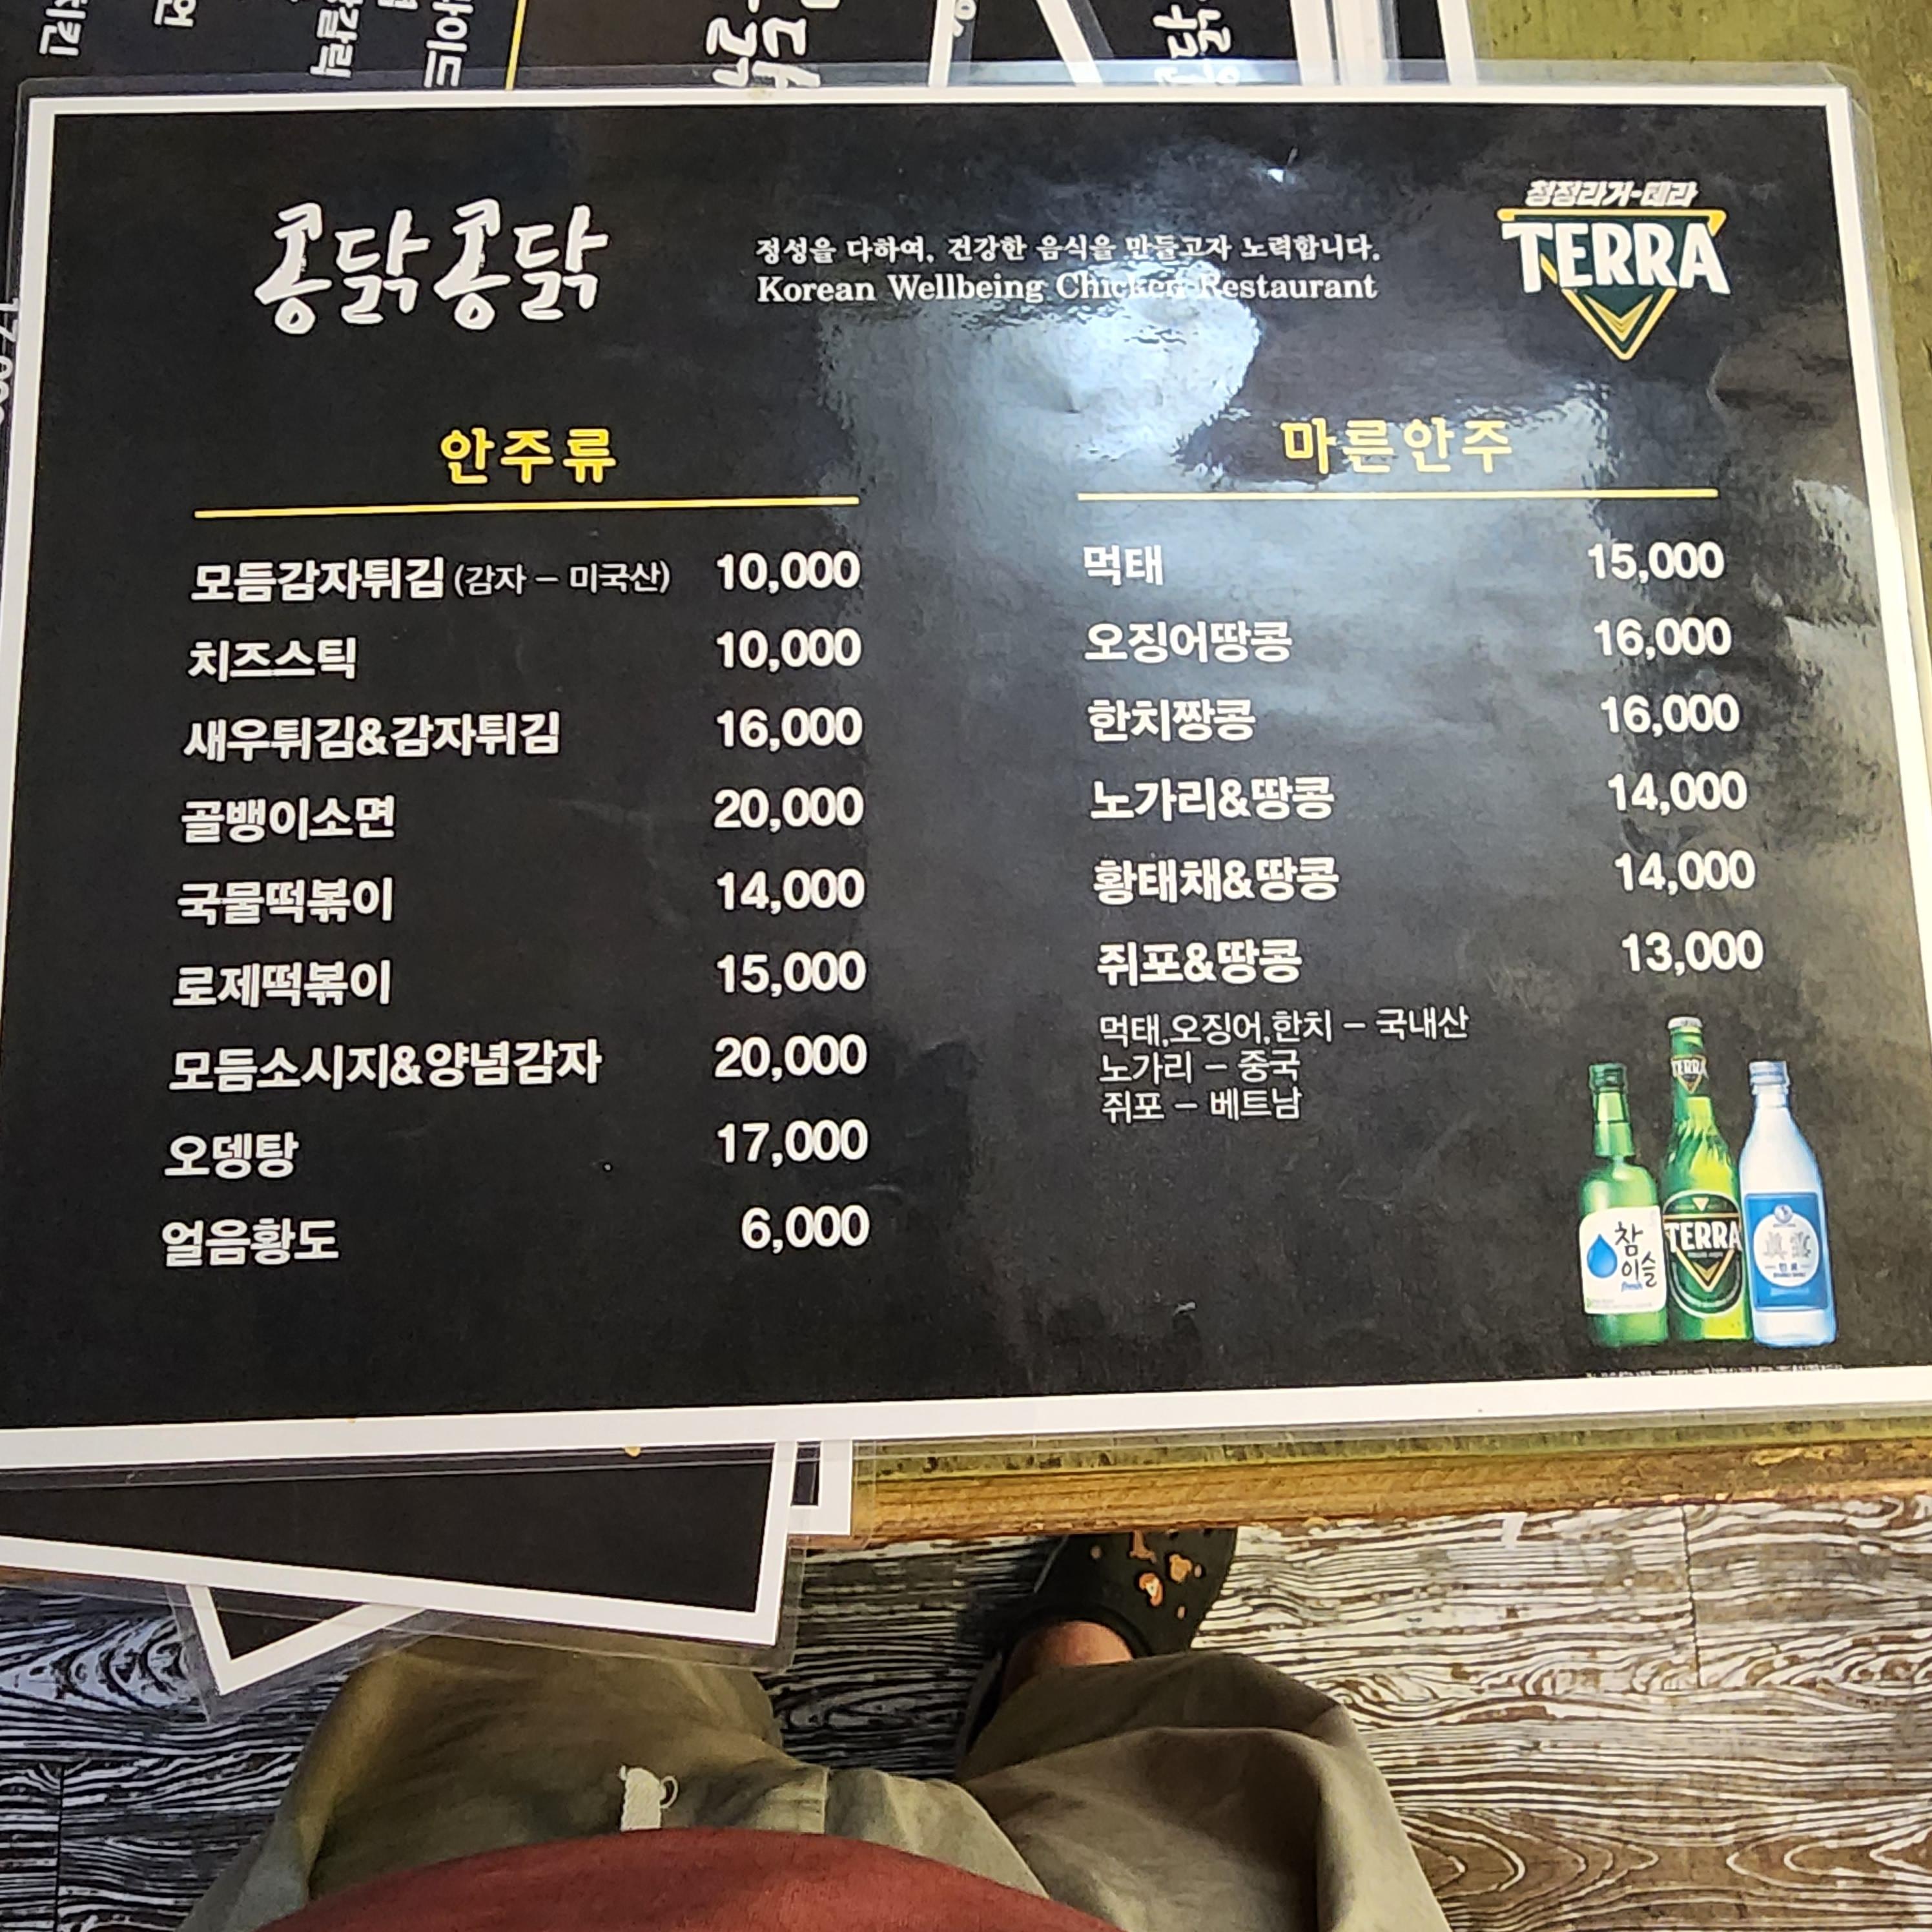 콩닭콩닭
정성을 다하여, 건강한 음식을 만들고자 노력합니다.
Korean Wellbeing Chicken Restaurant
청정라거-테라
TERRA
안주류
모듬감자튀김 (감자 – 미국산) 10,000
치즈스틱 10,000
새우튀김&감자튀김 16,000
골뱅이소면 20,000
국물떡볶이 14,000
로제떡볶이 15,000
모듬소시지&양념감자 20,000
오뎅탕 17,000
얼음황도 6,000
마른안주
먹태 15,000
오징어땅콩 16,000
한치짱콩 16,000
노가리&땅콩 14,000
황태채&땅콩 14,000
쥐포&땅콩 13,000
먹태,오징어,한치 – 국내산
노가리 – 중국
쥐포 – 베트남
참이슬
fresh
TERRA
TERRA